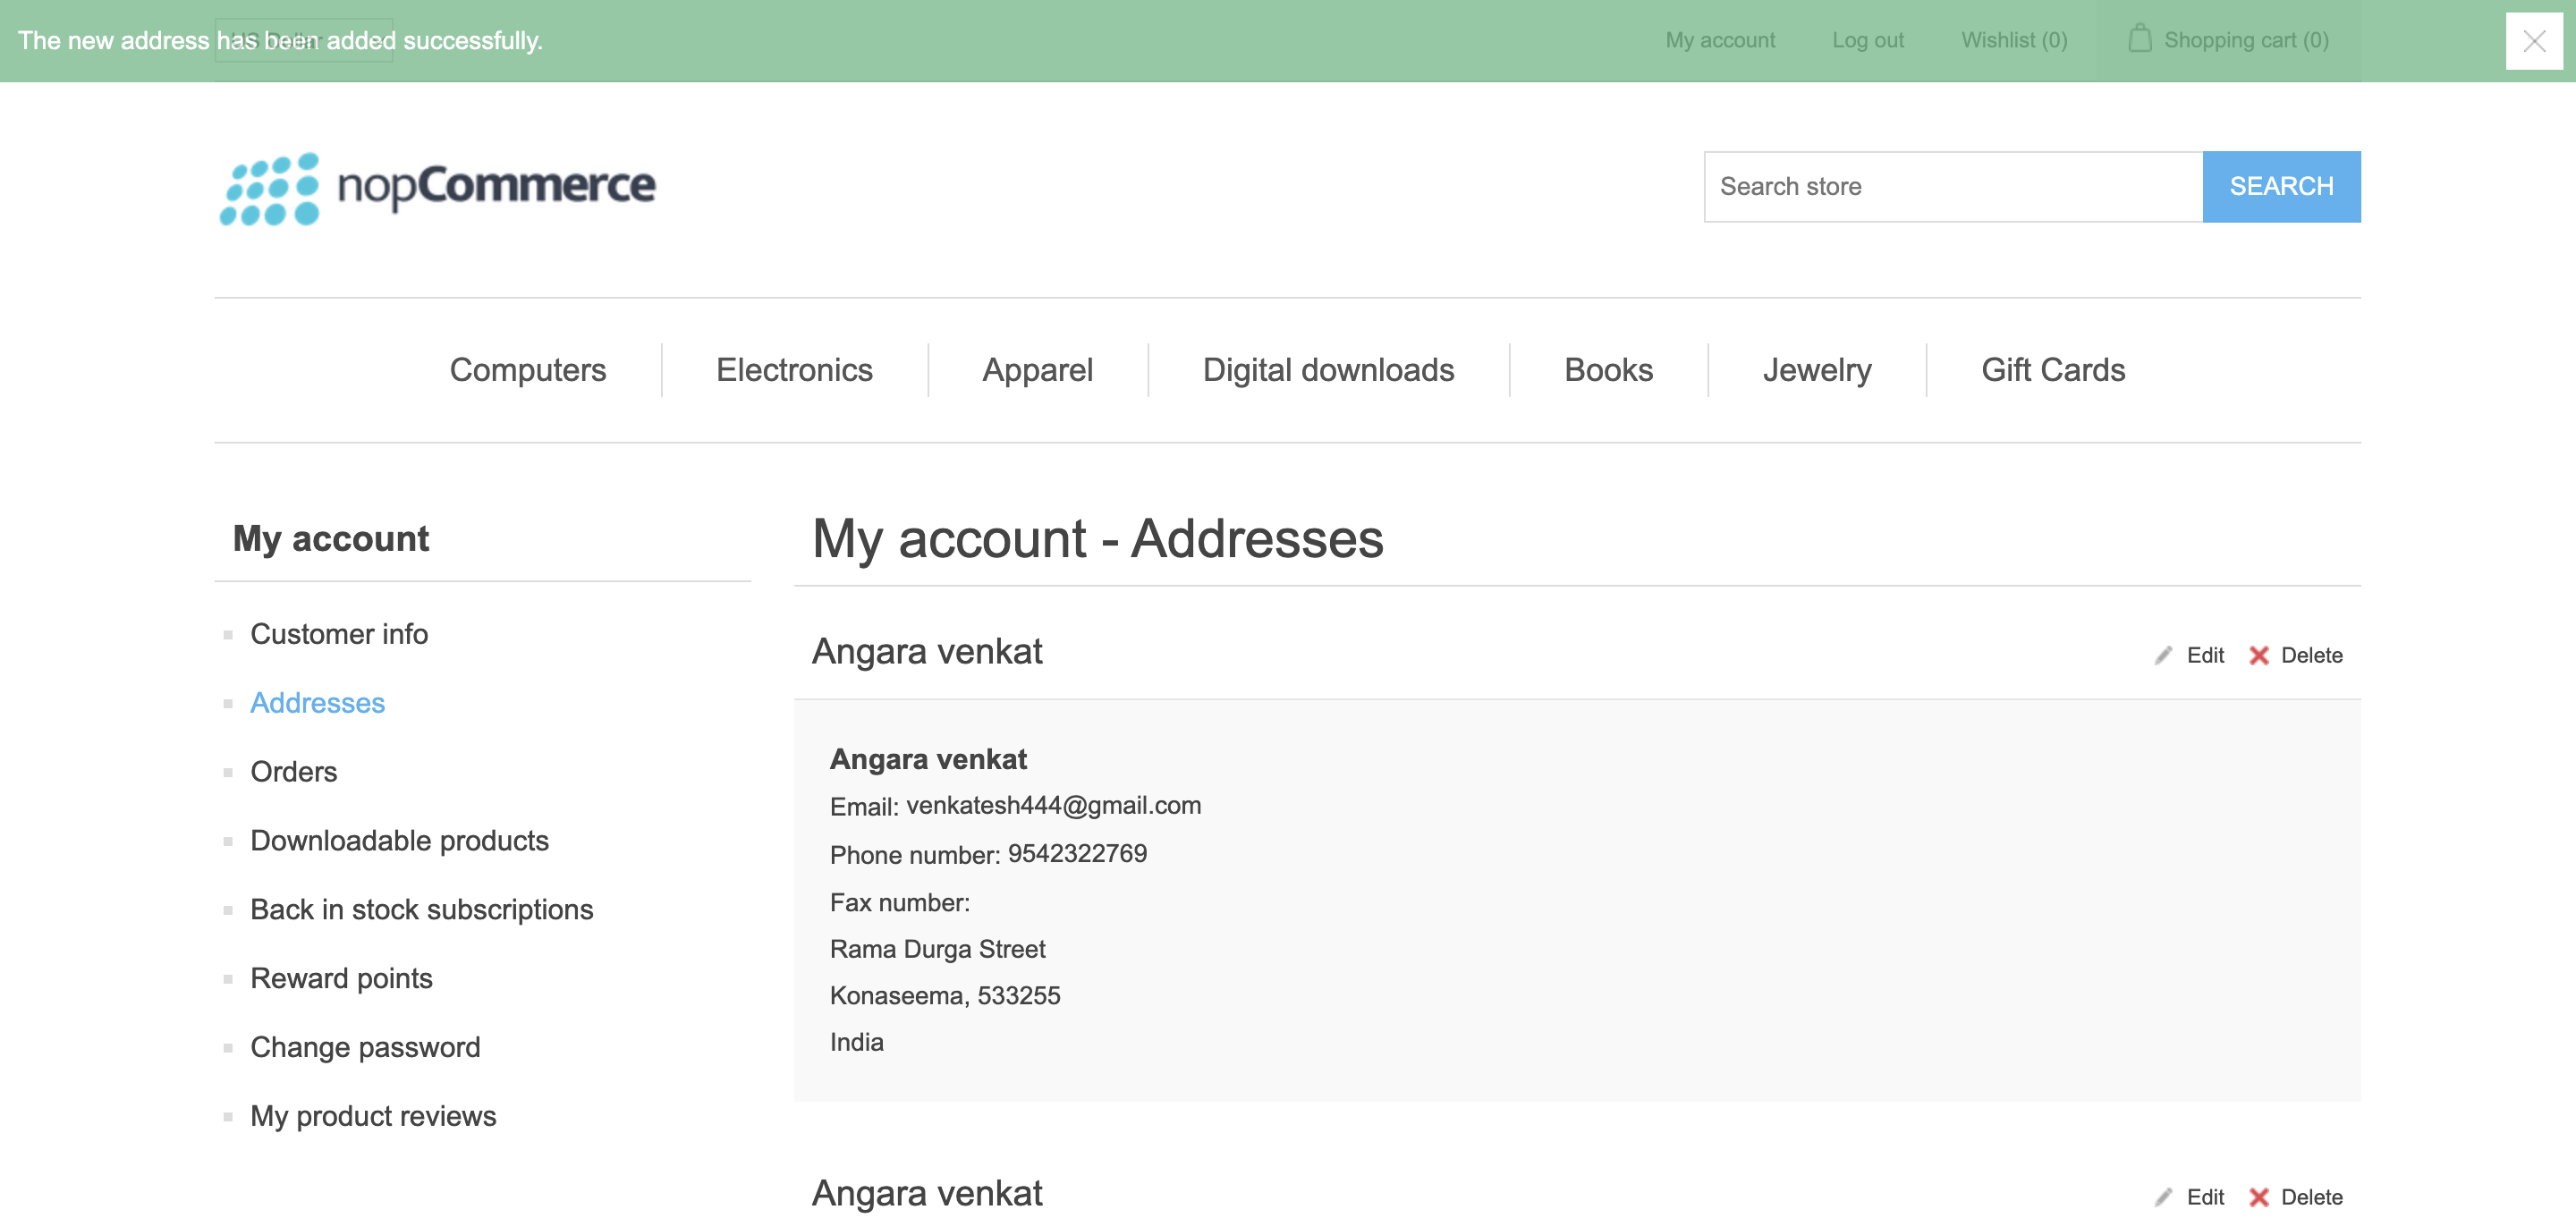 The new address has been added successfully.
US Dollar
My account
Log out
Wishlist (0)
Shopping cart (0)
nopCommerce
Search store
SEARCH
Computers
Electronics
Apparel
Digital downloads
Books
Jewelry
Gift Cards
My account
Customer info
Addresses
Orders
Downloadable products
Back in stock subscriptions
Reward points
Change password
My product reviews
My account - Addresses
Angara venkat
Edit
Delete
Angara venkat
Email: venkatesh444@gmail.com
Phone number: 9542322769
Fax number:
Rama Durga Street
Konaseema, 533255
India
Angara venkat
Edit
Delete